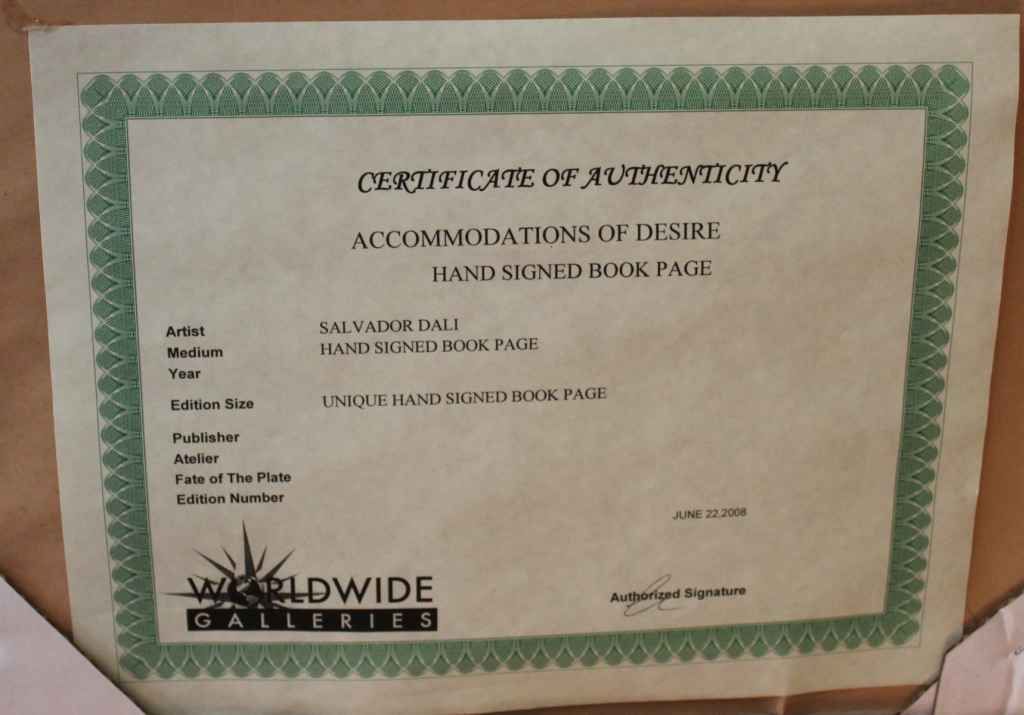 CERTIFICATE OF AUTHENTICITY
ACCOMMODATIONS OF DESIRE
HAND SIGNED BOOK PAGE
Artist SALVADOR DALI
Medium HAND SIGNED BOOK PAGE
Year
Edition Size UNIQUE HAND SIGNED BOOK PAGE
Publisher
Atelier
Fate of The Plate
Edition Number
JUNE 22,2008
WORLDWIDE
GALLERIES
Authorized Signature